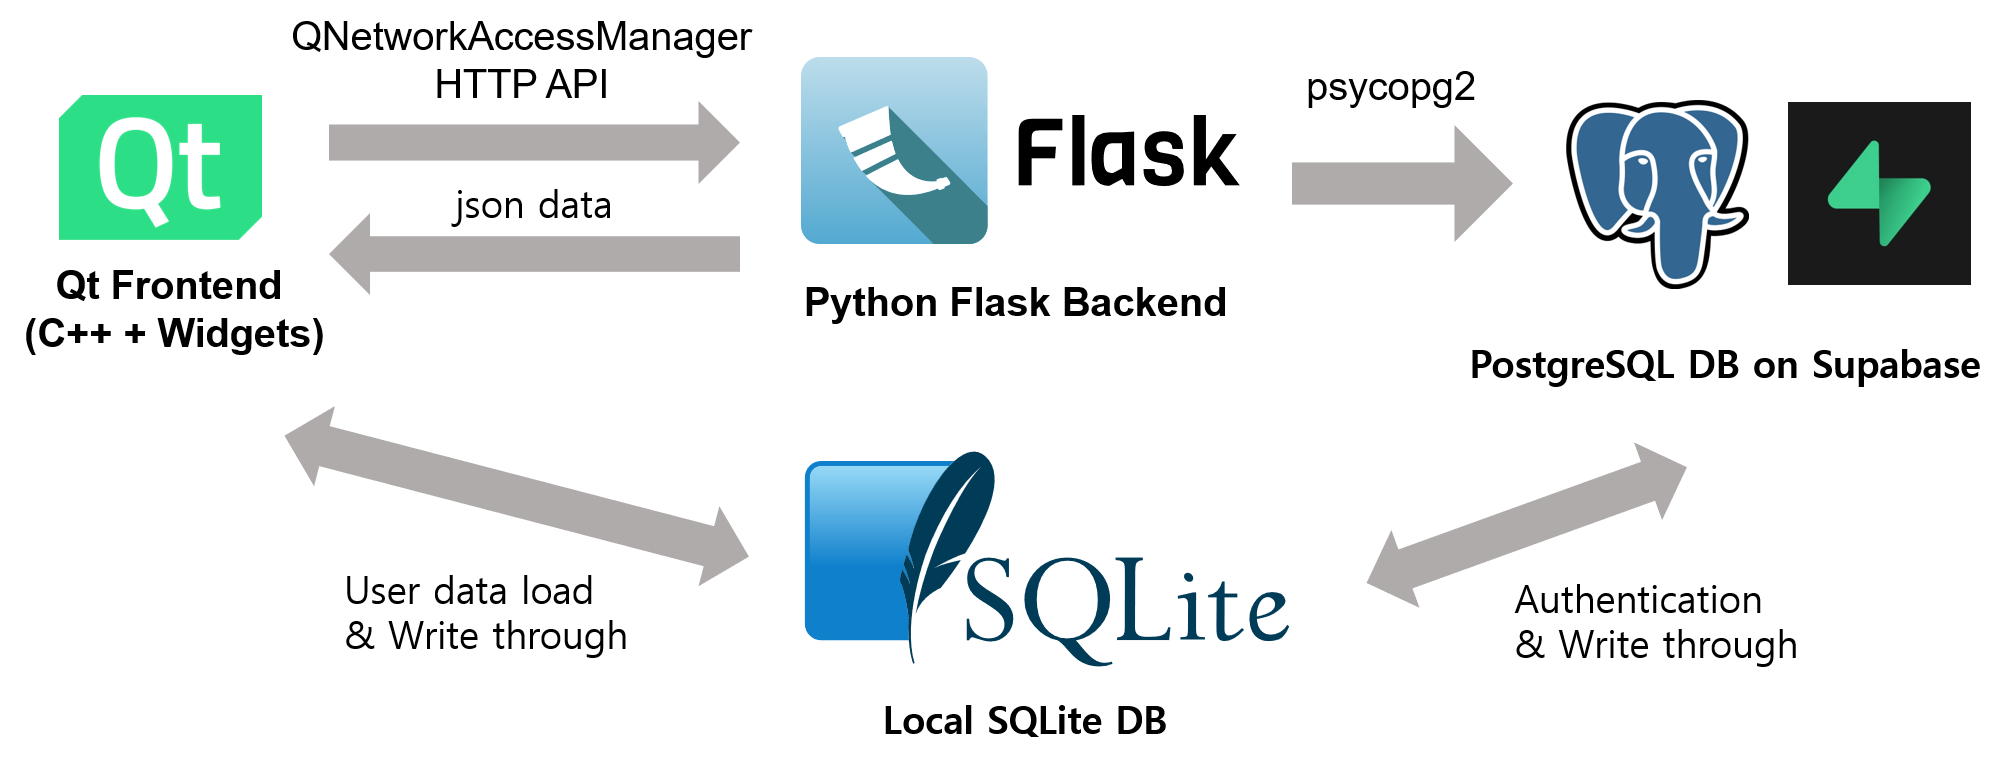 QNetworkAccessManager
HTTP API
json data
Qt
Qt Frontend
(C++ + Widgets)
Flask
Python Flask Backend
psycopg2
PostgreSQL DB on Supabase
User data load
& Write through
SQLite
Local SQLite DB
Authentication
& Write through